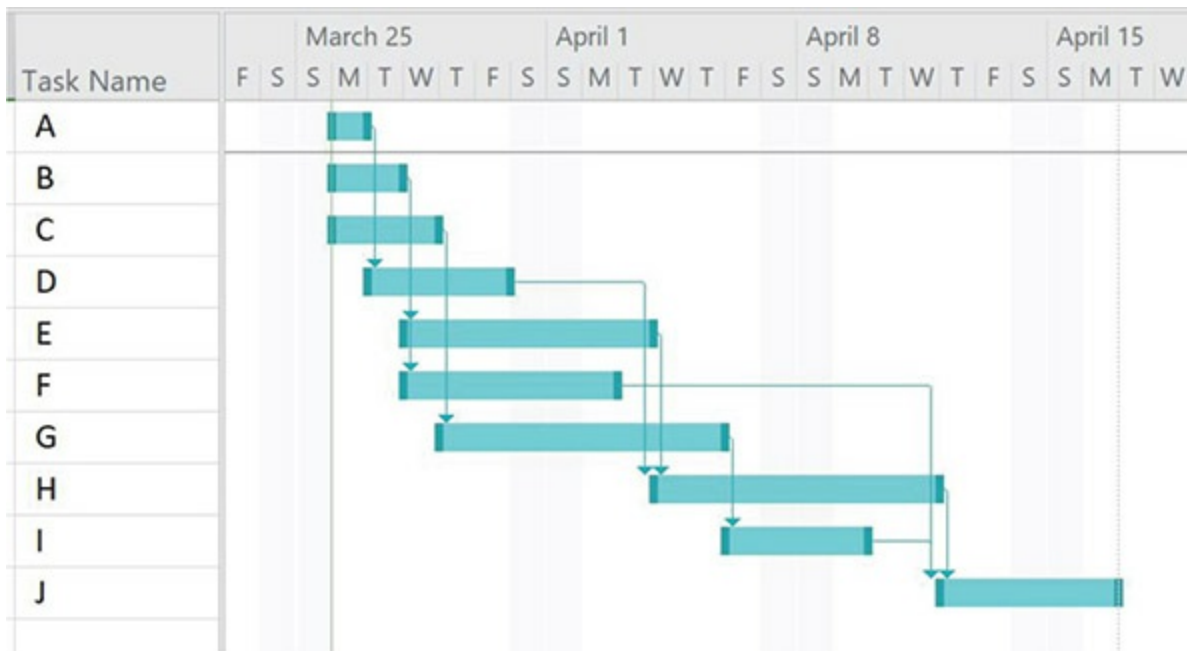 March 25 April 1 April 8 April 15
Task Name F S S M T W T F S S M T W T F S S M T W T F S S M T W
A
B
C
D
E
F
G
H
I
J